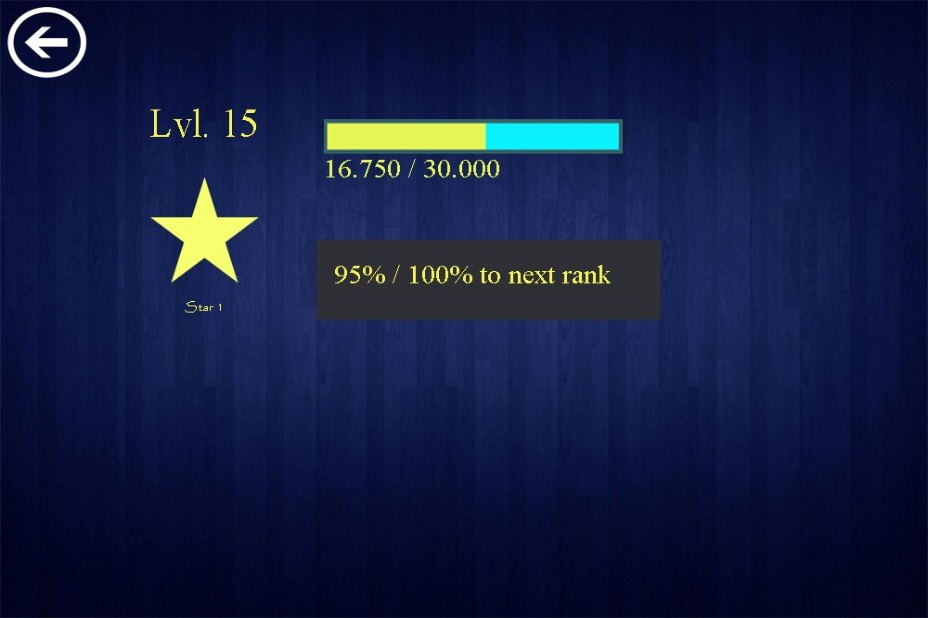 Lvl. 15
16.750 / 30.000
95% / 100% to next rank
Star 1